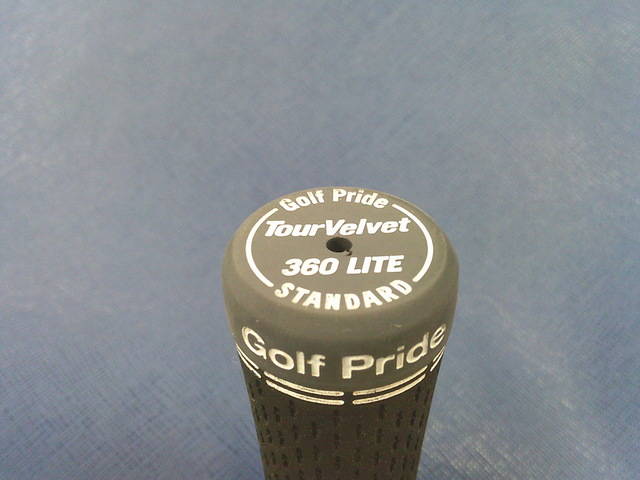 Golf Pride
TourVelvet
360 LITE
STANDARD
Golf Pride